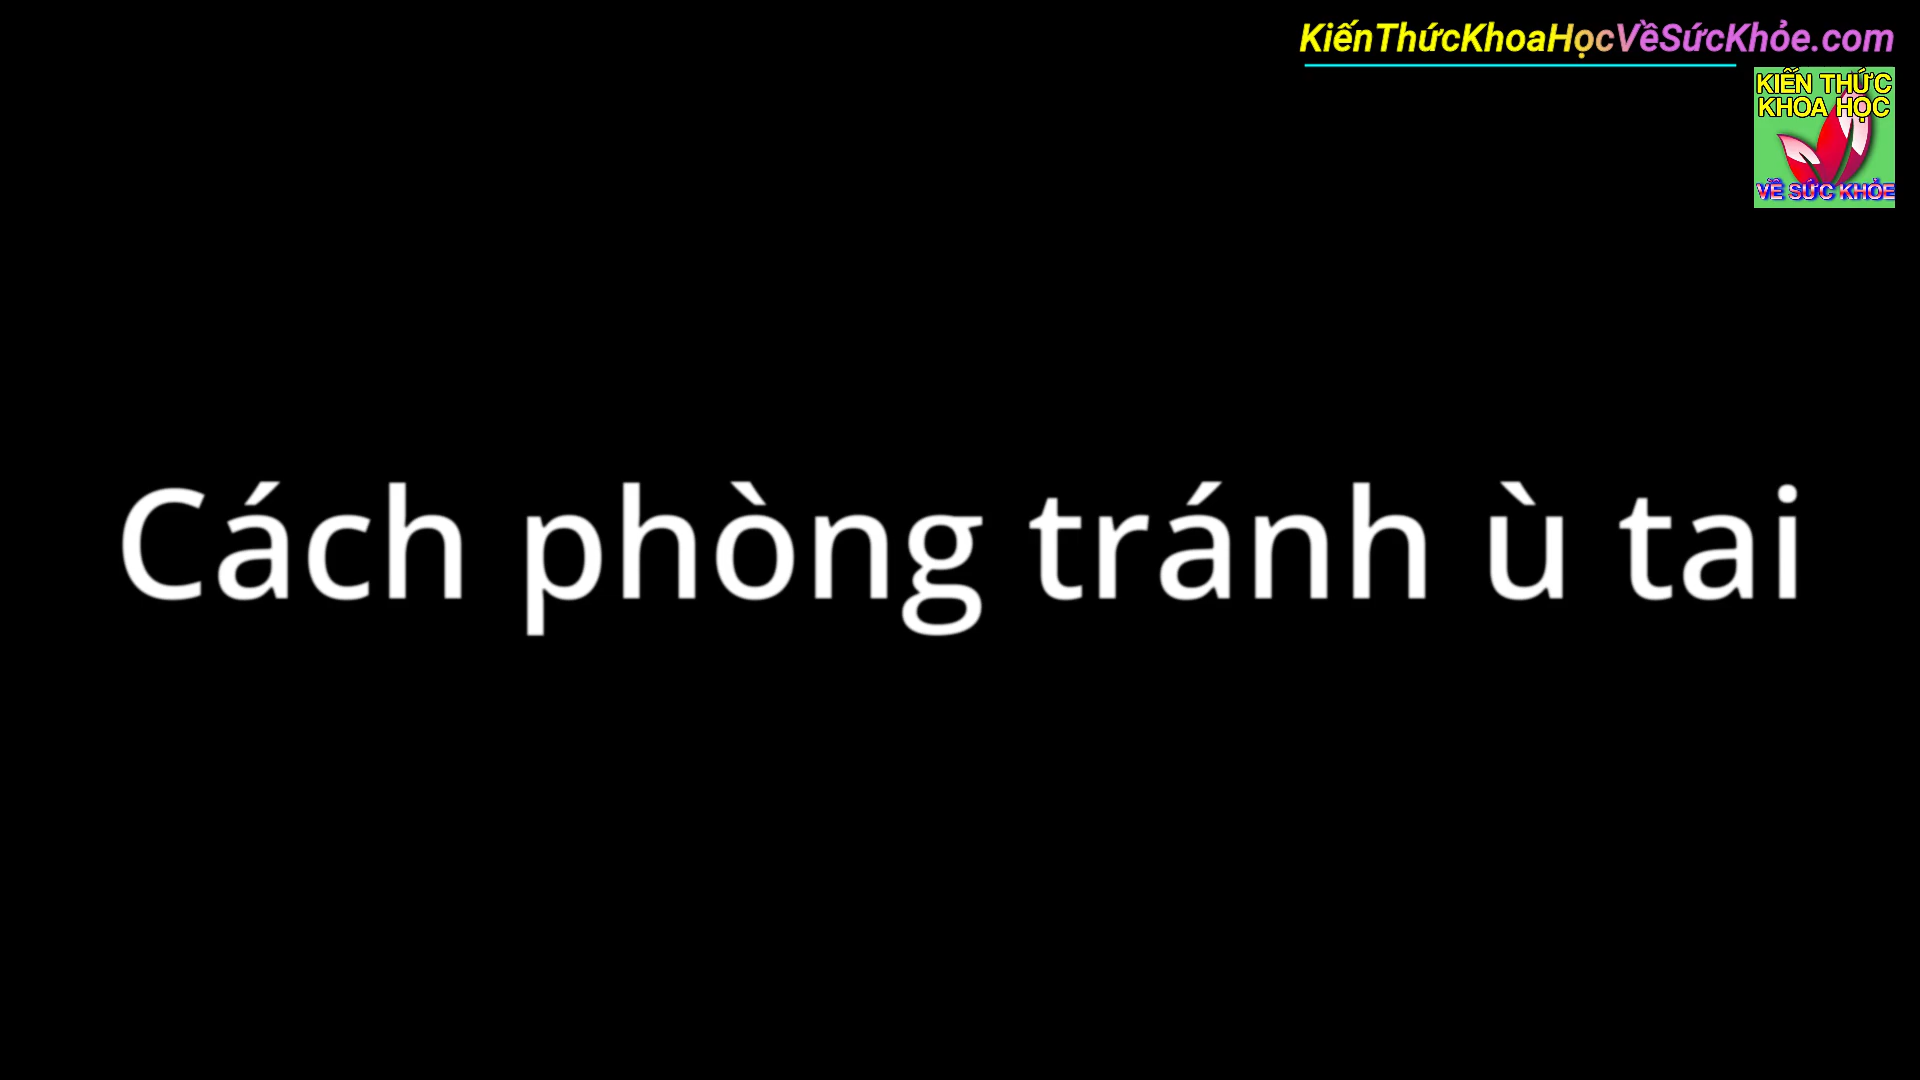 KiếnThứcKhoaHọcVềSứcKhỏe.com
KIẾN THỨC
KHOA HỌC
VỀ SỨC KHỎE
Cách phòng tránh ù tai